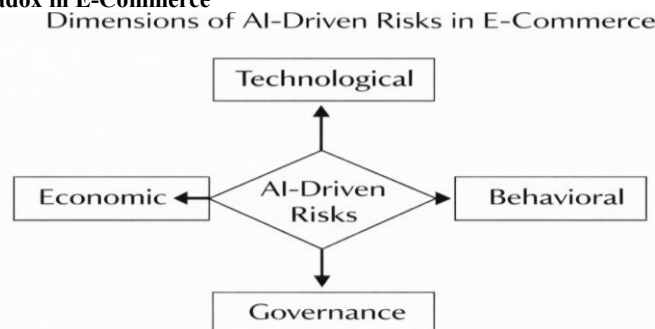 adox in E-Commerce
Dimensions of AI-Driven Risks in E-Commerce
Technological
Economic
AI-Driven
Risks
Behavioral
Governance